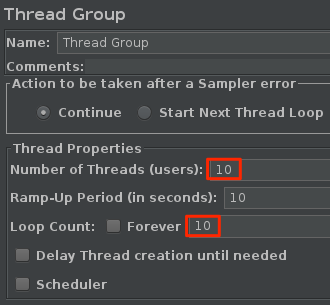 Thread Group
Name: Thread Group
Comments:
Action to be taken after a Sampler error
Continue Start Next Thread Loop
Thread Properties
Number of Threads (users): 10
Ramp-Up Period (in seconds): 10
Loop Count: Forever 10
Delay Thread creation until needed
Scheduler